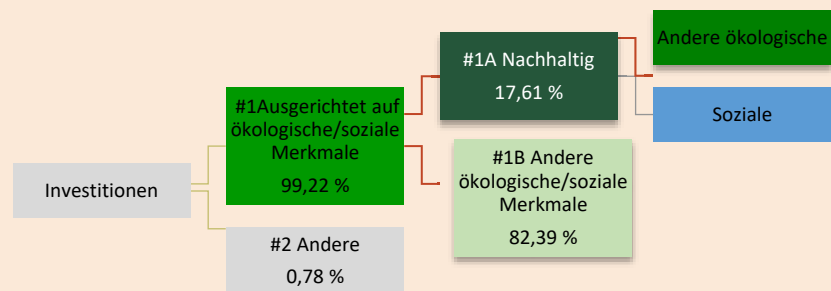 Investitionen
#1Ausgerichtet auf
ökologische/soziale
Merkmale
99,22 %
#2 Andere
0,78 %
#1A Nachhaltig
17,61 %
#1B Andere
ökologische/soziale
Merkmale
82,39 %
Andere ökologische
Soziale